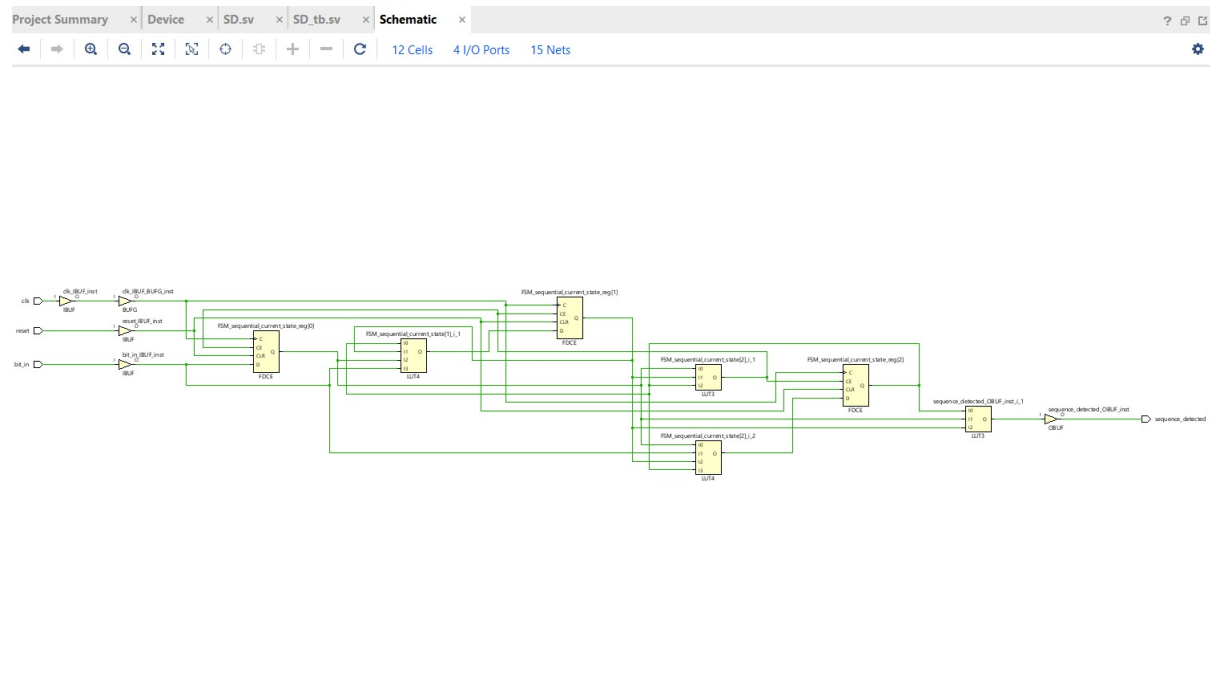 Project Summary × Device × SD.sv × SD_tb.sv × Schematic × ?
12 Cells 4 I/O Ports 15 Nets
clk
clk_IBUF_inst
I O
IBUF
clk_IBUF_BUFG_inst
I O
BUFG
reset
reset_IBUF_inst
I O
IBUF
bit_in
bit_in_IBUF_inst
I O
IBUF
FSM_sequential_current_state_reg[0]
C
CE
CLR
D
Q
FDCE
FSM_sequential_current_state[1]_i_1
I0
I1
I2
I3
O
LUT4
FSM_sequential_current_state_reg[1]
C
CE
CLR
D
Q
FDCE
FSM_sequential_current_state[2]_i_1
I0
I1
I2
O
LUT3
FSM_sequential_current_state[2]_i_2
I0
I1
I2
I3
O
LUT4
FSM_sequential_current_state_reg[2]
C
CE
CLR
D
Q
FDCE
sequence_detected_OBUF_inst_i_1
I0
I1
I2
O
LUT3
sequence_detected_OBUF_inst
I O
OBUF
sequence_detected